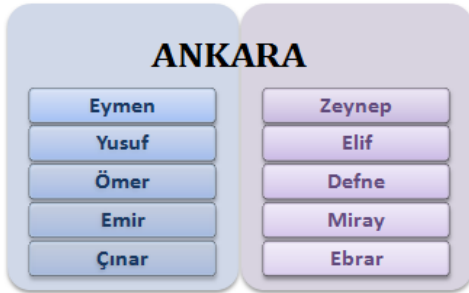 ANKARA
Eymen
Yusuf
Ömer
Emir
Çınar
Zeynep
Elif
Defne
Miray
Ebrar